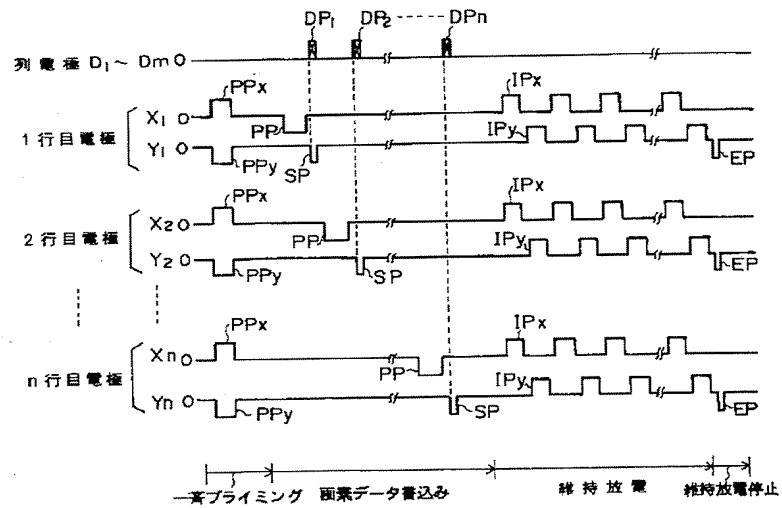 DP1 DP2 DPn
列電極 D1～Dm 0
PPx IPx
X1 0
PP IPy
1行目電極
Y1 0
PPy SP EP
PPx IPx
X2 0
PP IPy
2行目電極
Y2 0
PPy SP EP
PPx IPx
Xn 0
PP IPy
n行目電極
Yn 0
PPy SP EP
一斉プライミング 画素データ書込み 維持放電 維持放電停止